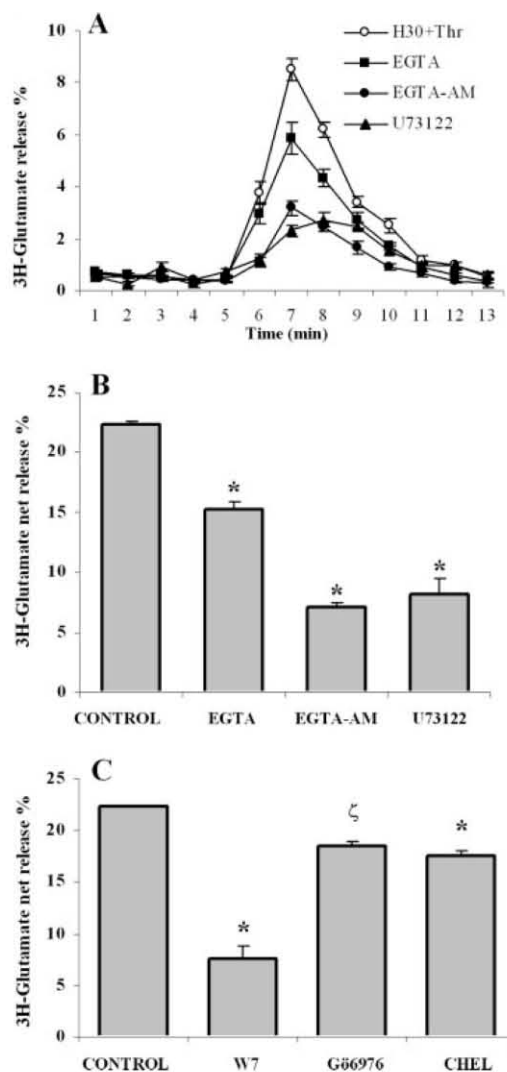 A
H30+Thr
EGTA
EGTA-AM
U73122
3H-Glutamate release %
10
8
6
4
2
0
1 2 3 4 5 6 7 8 9 10 11 12 13
Time (min)
B
3H-Glutamate net release %
25
20
15
10
5
0
*
*
*
CONTROL EGTA EGTA-AM U73122
C
3H-Glutamate net release %
25
20
15
10
5
0
*
ζ
*
CONTROL W7 Gö6976 CHEL